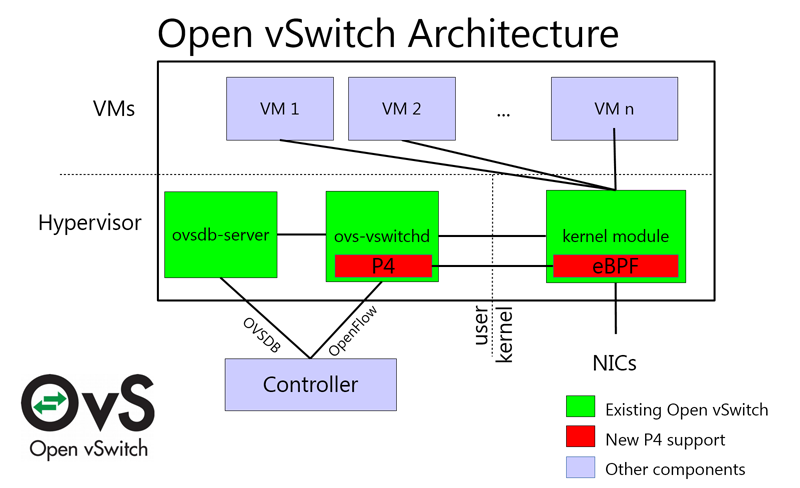 Open vSwitch Architecture
VMs
VM 1
VM 2
...
VM n
Hypervisor
ovsdb-server
ovs-vswitchd
kernel module
P4
eBPF
OVSDB
OpenFlow
user
kernel
Controller
NICs
OvS
Open vSwitch
Existing Open vSwitch
New P4 support
Other components